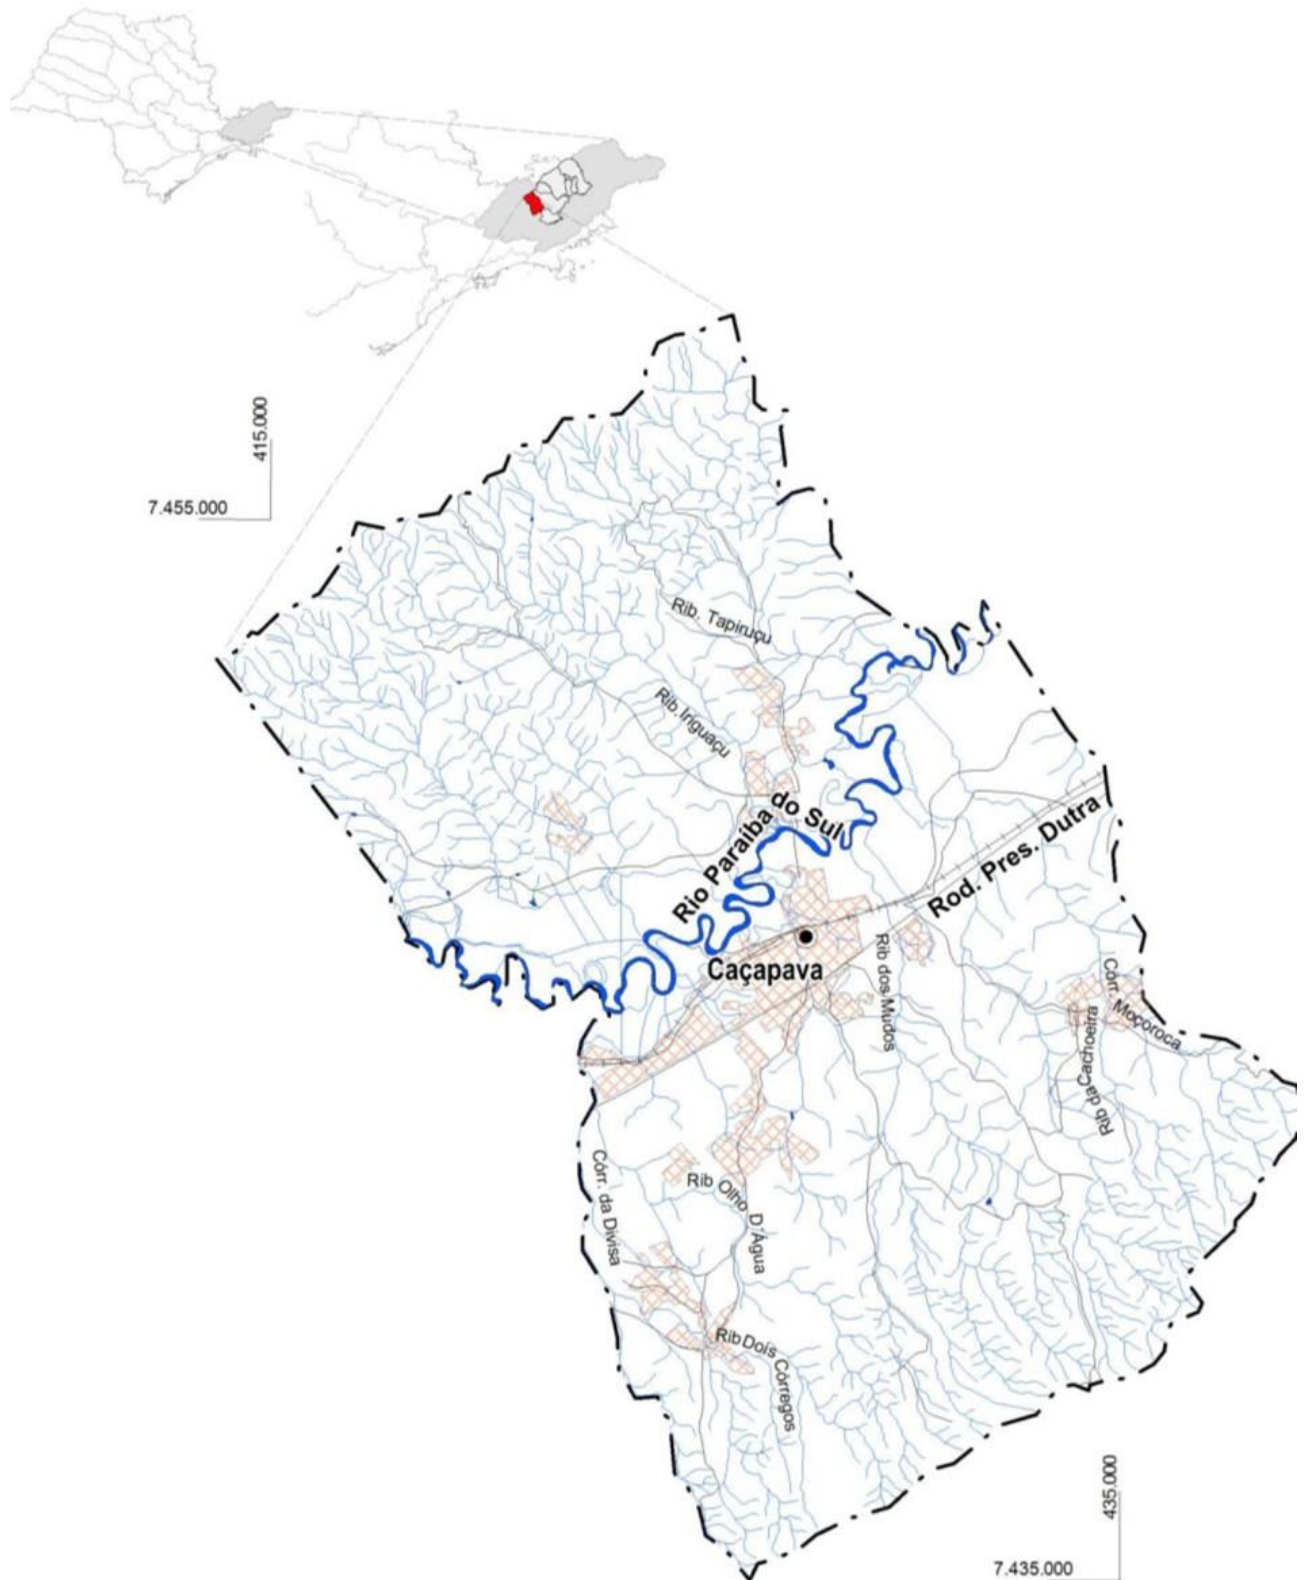 415.000
7.455.000
Rib. Tapiruçu
Rib. Iriguaçu
Rio Paraiba
do Sul
Rod. Pres. Dutra
Caçapava
Rib dos Mudos
Córr. Moçoroca
Rib da Cachoeira
Córr. da Divisa
Rib Olho D'Água
Rib Dois Córregos
435.000
7.435.000